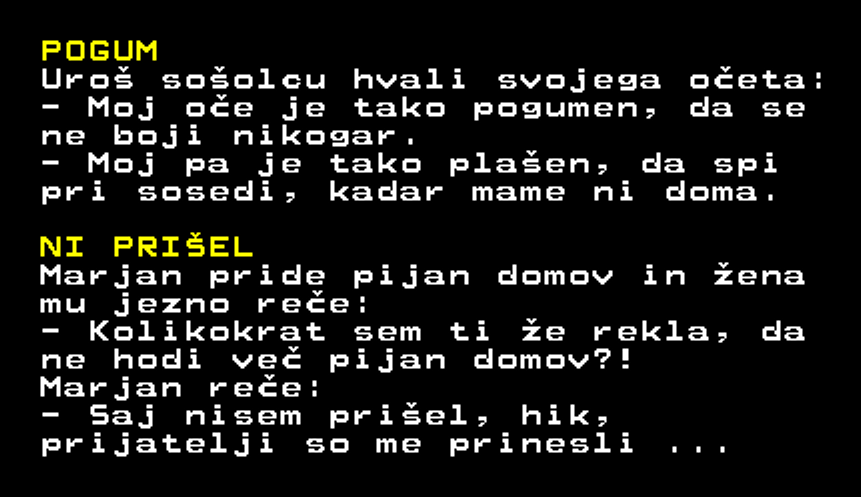 POGUM
Uroš sošolcu hvali svojega očeta:
- Moj oče je tako pogumen, da se
ne boji nikogar.
- Moj pa je tako plašen, da spi
pri sosedi, kadar mame ni doma.
NI PRIŠEL
Marjan pride pijan domov in žena
mu jezno reče:
- Kolikokrat sem ti že rekla, da
ne hodi več pijan domov?!
Marjan reče:
- Saj nisem prišel, hik,
prijatelji so me prinesli ...